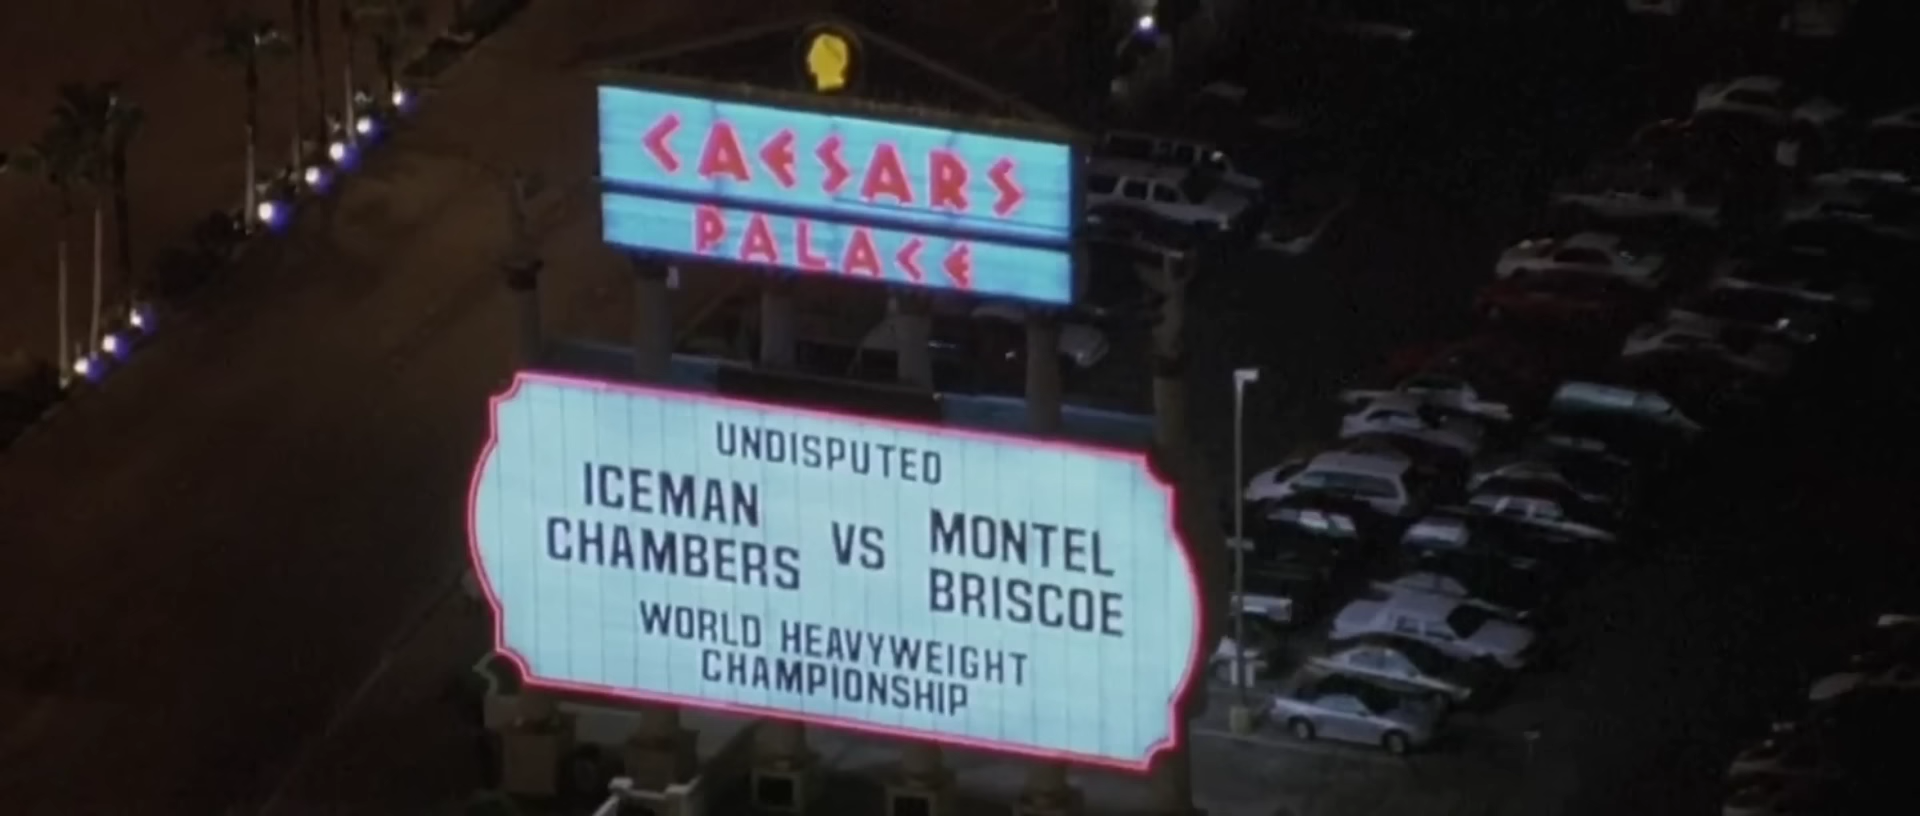 CAESARS
PALACE
UNDISPUTED
ICEMAN
CHAMBERS
VS
MONTEL
BRISCOE
WORLD HEAVYWEIGHT
CHAMPIONSHIP